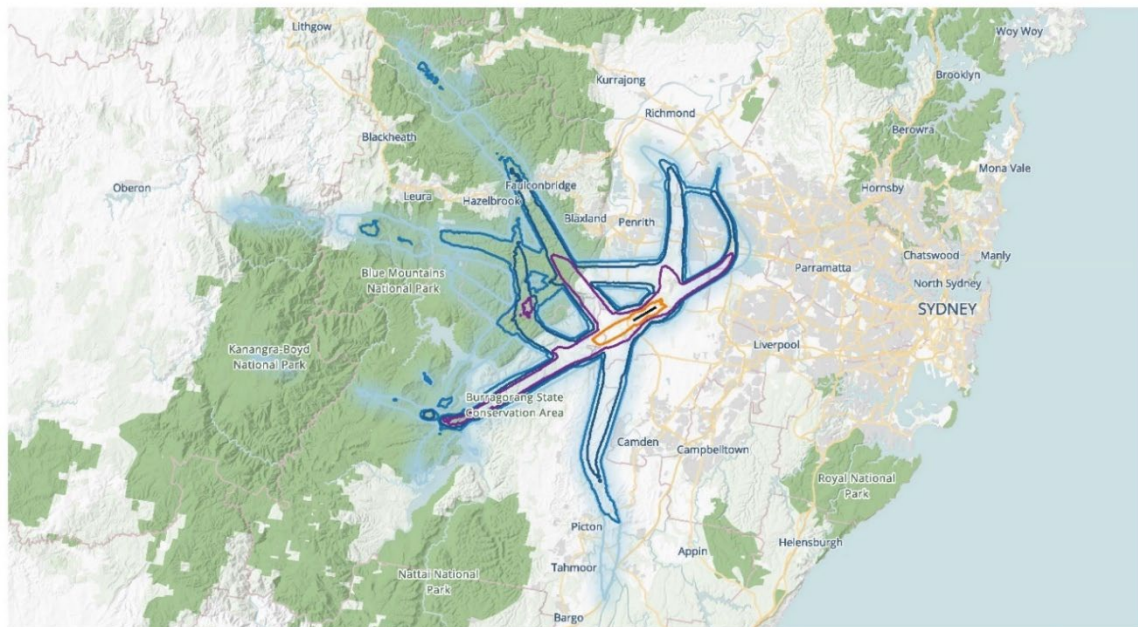 Woy Woy
Lithgow
Brooklyn
Kurrajong
Richmond
Berowra
Blackheath
Mona Vale
Oberon
Leura
Faulconbridge
Hazelbrook
Hornsby
Blaxland
Penrith
Blue Mountains
National Park
Parramatta
Chatswood
Manly
North Sydney
SYDNEY
Liverpool
Kanangra-Boyd
National Park
Burragorang State
Conservation Area
Camden
Campbelltown
Royal National
Park
Picton
Helensburgh
Appin
Tahmoor
Nattai National
Park
Bargo